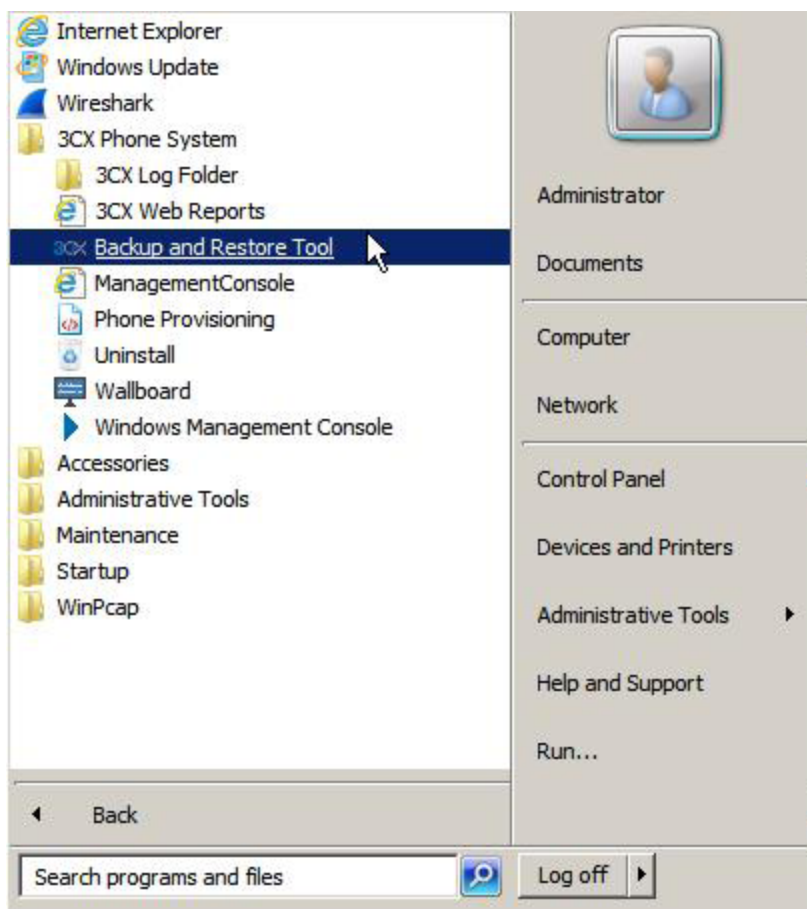 Internet Explorer
Windows Update
Wireshark
3CX Phone System
3CX Log Folder
3CX Web Reports
3CX Backup and Restore Tool
ManagementConsole
Phone Provisioning
Uninstall
Wallboard
Windows Management Console
Accessories
Administrative Tools
Maintenance
Startup
WinPcap
Back
Search programs and files
Administrator
Documents
Computer
Network
Control Panel
Devices and Printers
Administrative Tools
Help and Support
Run...
Log off